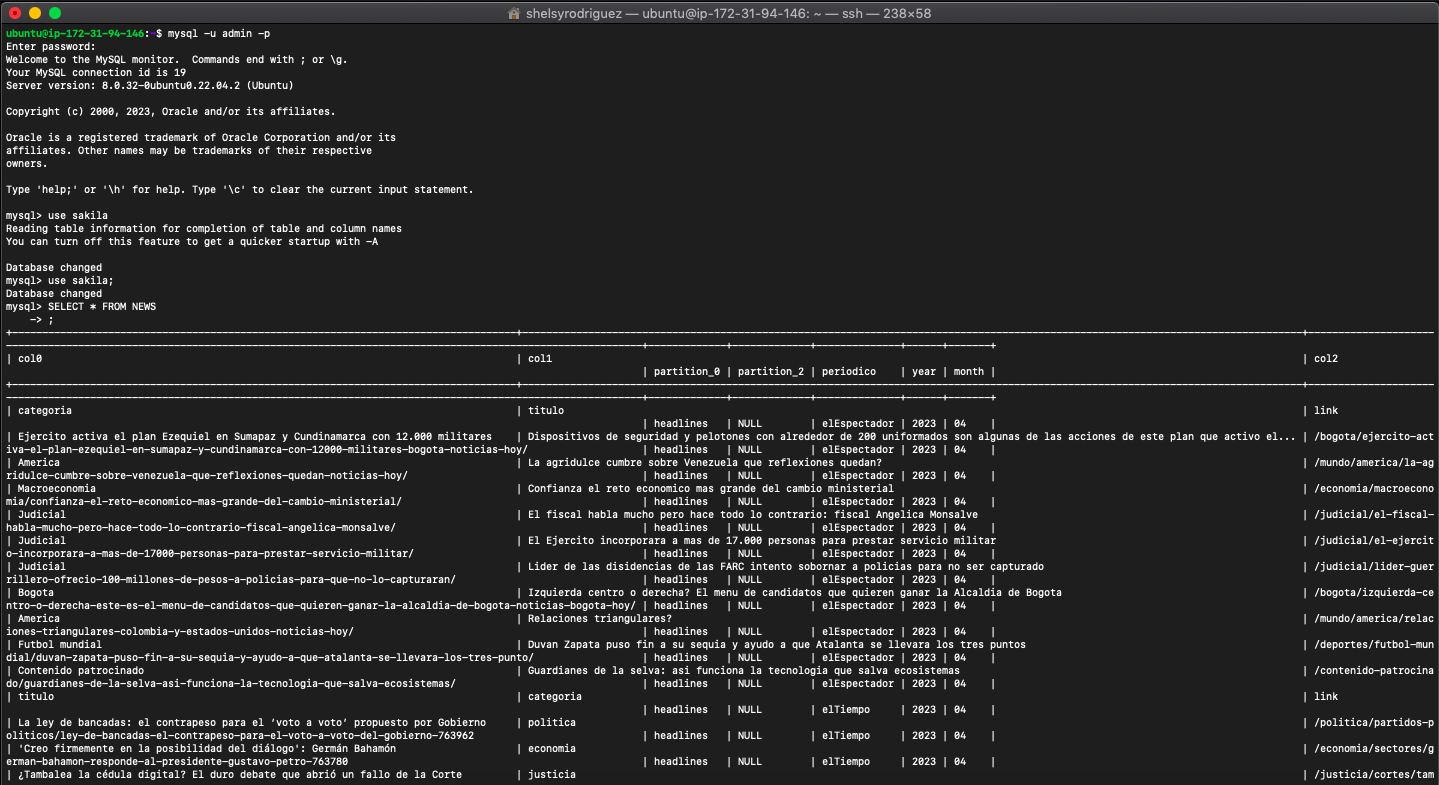 shelsyrodriguez — ubuntu@ip-172-31-94-146: ~ — ssh — 238×58
ubuntu@ip-172-31-94-146:~$ mysql -u admin -p
Enter password:
Welcome to the MySQL monitor.  Commands end with ; or \g.
Your MySQL connection id is 19
Server version: 8.0.32-0ubuntu0.22.04.2 (Ubuntu)
Copyright (c) 2000, 2023, Oracle and/or its affiliates.
Oracle is a registered trademark of Oracle Corporation and/or its
affiliates. Other names may be trademarks of their respective
owners.
Type 'help;' or '\h' for help. Type '\c' to clear the current input statement.
mysql> use sakila
Reading table information for completion of table and column names
You can turn off this feature to get a quicker startup with -A
Database changed
mysql> use sakila;
Database changed
mysql> SELECT * FROM NEWS
    -> ;
| col0 | col1 | col2
| partition_0 | partition_2 | periodico | year | month |
| categoria | titulo | link
| headlines | NULL | elEspectador | 2023 | 04 |
| Ejercito activa el plan Ezequiel en Sumapaz y Cundinamarca con 12.000 militares | Dispositivos de seguridad y pelotones con alrededor de 200 uniformados son algunas de las acciones de este plan que activo el... | /bogota/ejercito-act
iva-el-plan-ezequiel-en-sumapaz-y-cundinamarca-con-12000-militares-bogota-noticias-hoy/ | headlines | NULL | elEspectador | 2023 | 04 |
| America | La agridulce cumbre sobre Venezuela que reflexiones quedan? | /mundo/america/la-ag
ridulce-cumbre-sobre-venezuela-que-reflexiones-quedan-noticias-hoy/ | headlines | NULL | elEspectador | 2023 | 04 |
| Macroeconomia | Confianza el reto economico mas grande del cambio ministerial | /economia/macroecono
mia/confianza-el-reto-economico-mas-grande-del-cambio-ministerial/ | headlines | NULL | elEspectador | 2023 | 04 |
| Judicial | El fiscal habla mucho pero hace todo lo contrario: fiscal Angelica Monsalve | /judicial/el-fiscal-
habla-mucho-pero-hace-todo-lo-contrario-fiscal-angelica-monsalve/ | headlines | NULL | elEspectador | 2023 | 04 |
| Judicial | El Ejercito incorporara a mas de 17.000 personas para prestar servicio militar | /judicial/el-ejercit
o-incorporara-a-mas-de-17000-personas-para-prestar-servicio-militar/ | headlines | NULL | elEspectador | 2023 | 04 |
| Judicial | Lider de las disidencias de las FARC intento sobornar a policias para no ser capturado | /judicial/lider-guer
rillero-ofrecio-100-millones-de-pesos-a-policias-para-que-no-lo-capturaran/ | headlines | NULL | elEspectador | 2023 | 04 |
| Bogota | Izquierda centro o derecha? El menu de candidatos que quieren ganar la Alcaldia de Bogota | /bogota/izquierda-ce
ntro-o-derecha-este-es-el-menu-de-candidatos-que-quieren-ganar-la-alcaldia-de-bogota-noticias-bogota-hoy/ | headlines | NULL | elEspectador | 2023 | 04 |
| America | Relaciones triangulares? | /mundo/america/relac
iones-triangulares-colombia-y-estados-unidos-noticias-hoy/ | headlines | NULL | elEspectador | 2023 | 04 |
| Futbol mundial | Duvan Zapata puso fin a su sequia y ayudo a que Atalanta se llevara los tres puntos | /deportes/futbol-mun
dial/duvan-zapata-puso-fin-a-su-sequia-y-ayudo-a-que-atalanta-se-llevara-los-tres-punto/ | headlines | NULL | elEspectador | 2023 | 04 |
| Contenido patrocinado | Guardianes de la selva: asi funciona la tecnologia que salva ecosistemas | /contenido-patrocina
do/guardianes-de-la-selva-asi-funciona-la-tecnologia-que-salva-ecosistemas/ | headlines | NULL | elEspectador | 2023 | 04 |
| titulo | categoria | link
| headlines | NULL | elTiempo | 2023 | 04 |
| La ley de bancadas: el contrapeso para el ‘voto a voto’ propuesto por Gobierno | politica | /politica/partidos-p
oliticos/ley-de-bancadas-el-contrapeso-para-el-voto-a-voto-del-gobierno-763962 | headlines | NULL | elTiempo | 2023 | 04 |
| 'Creo firmemente en la posibilidad del diálogo': Germán Bahamón | economia | /economia/sectores/g
erman-bahamon-responde-al-presidente-gustavo-petro-763780 | headlines | NULL | elTiempo | 2023 | 04 |
| ¿Tambalea la cédula digital? El duro debate que abrió un fallo de la Corte | justicia | /justicia/cortes/tam